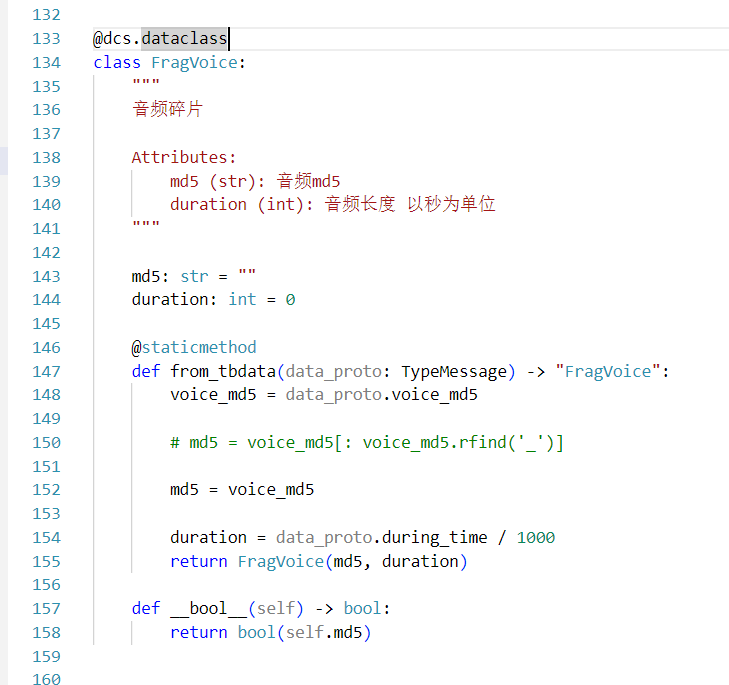 132
133 @dcs.dataclass
134 class FragVoice:
135     """
136     音频碎片
137
138     Attributes:
139         md5 (str): 音频md5
140         duration (int): 音频长度 以秒为单位
141     """
142
143     md5: str = ""
144     duration: int = 0
145
146     @staticmethod
147     def from_tbdata(data_proto: TypeMessage) -> "FragVoice":
148         voice_md5 = data_proto.voice_md5
149
150         # md5 = voice_md5[: voice_md5.rfind('_')]
151
152         md5 = voice_md5
153
154         duration = data_proto.during_time / 1000
155         return FragVoice(md5, duration)
156
157     def __bool__(self) -> bool:
158         return bool(self.md5)
159
160